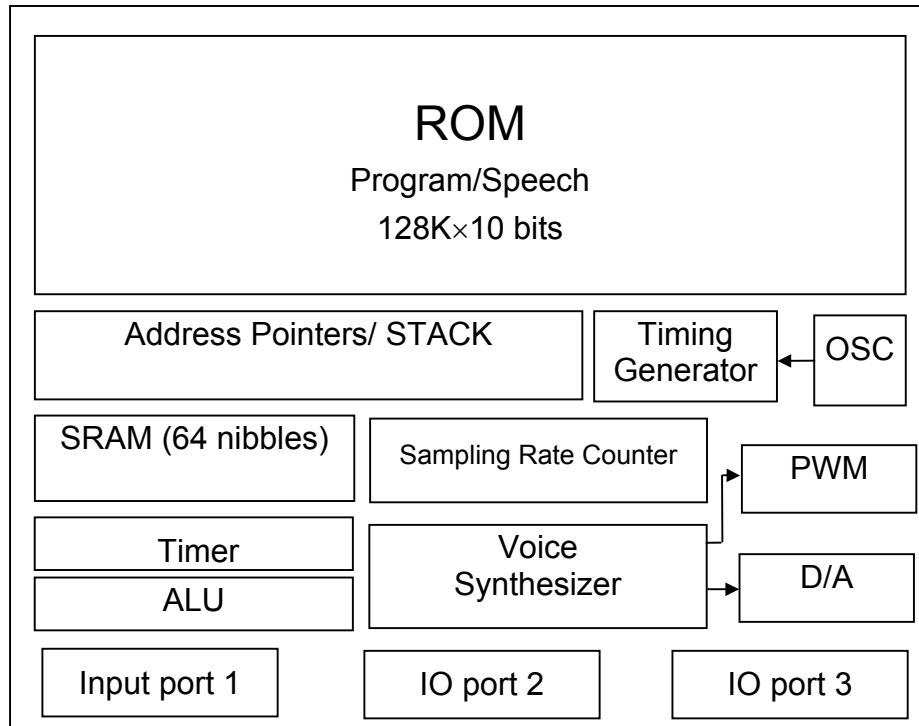 ROM
Program/Speech
128K×10 bits
Address Pointers/ STACK
Timing
Generator
OSC
SRAM (64 nibbles)
Sampling Rate Counter
PWM
Timer
Voice
Synthesizer
D/A
ALU
Input port 1
IO port 2
IO port 3